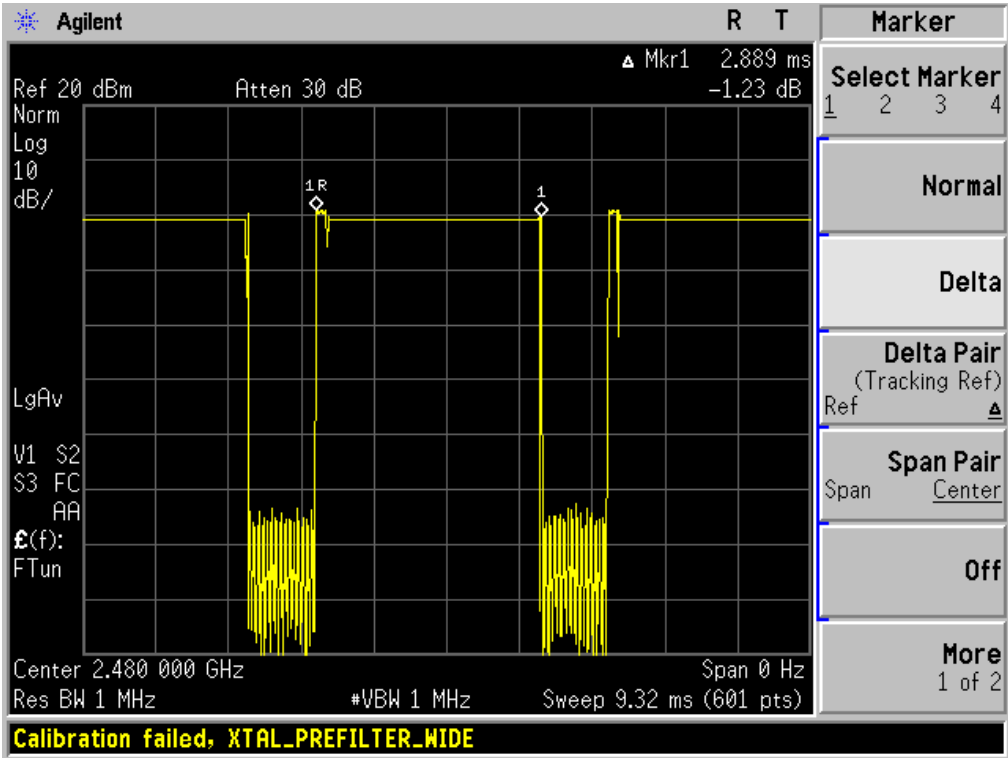 Agilent R T
Δ Mkr1 2.889 ms
Ref 20 dBm Atten 30 dB -1.23 dB
Norm
Log
10
dB/
1R
1
LgAv
V1 S2
S3 FC
AA
£(f):
FTun
Center 2.480 000 GHz Span 0 Hz
Res BW 1 MHz #VBW 1 MHz Sweep 9.32 ms (601 pts)
Calibration failed, XTAL_PREFILTER_WIDE
Marker
Select Marker
1 2 3 4
Normal
Delta
Delta Pair
(Tracking Ref)
Ref Δ
Span Pair
Span Center
Off
More
1 of 2